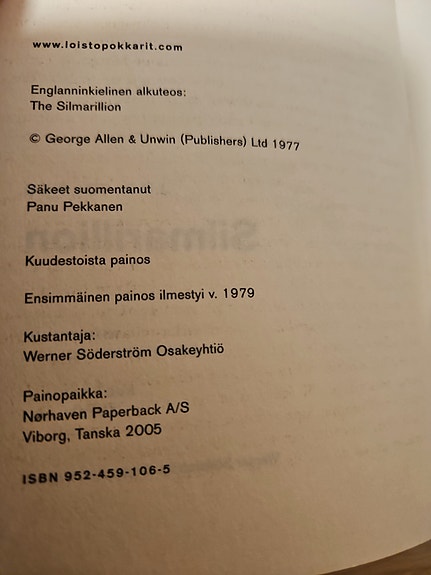 www.loistopokkarit.com
Englanninkielinen alkuteos:
The Silmarillion
© George Allen & Unwin (Publishers) Ltd 1977
Säkeet suomentanut
Panu Pekkanen
Kuudestoista painos
Ensimmäinen painos ilmestyi v. 1979
Kustantaja:
Werner Söderström Osakeyhtiö
Painopaikka:
Nørhaven Paperback A/S
Viborg, Tanska 2005
ISBN 952-459-106-5